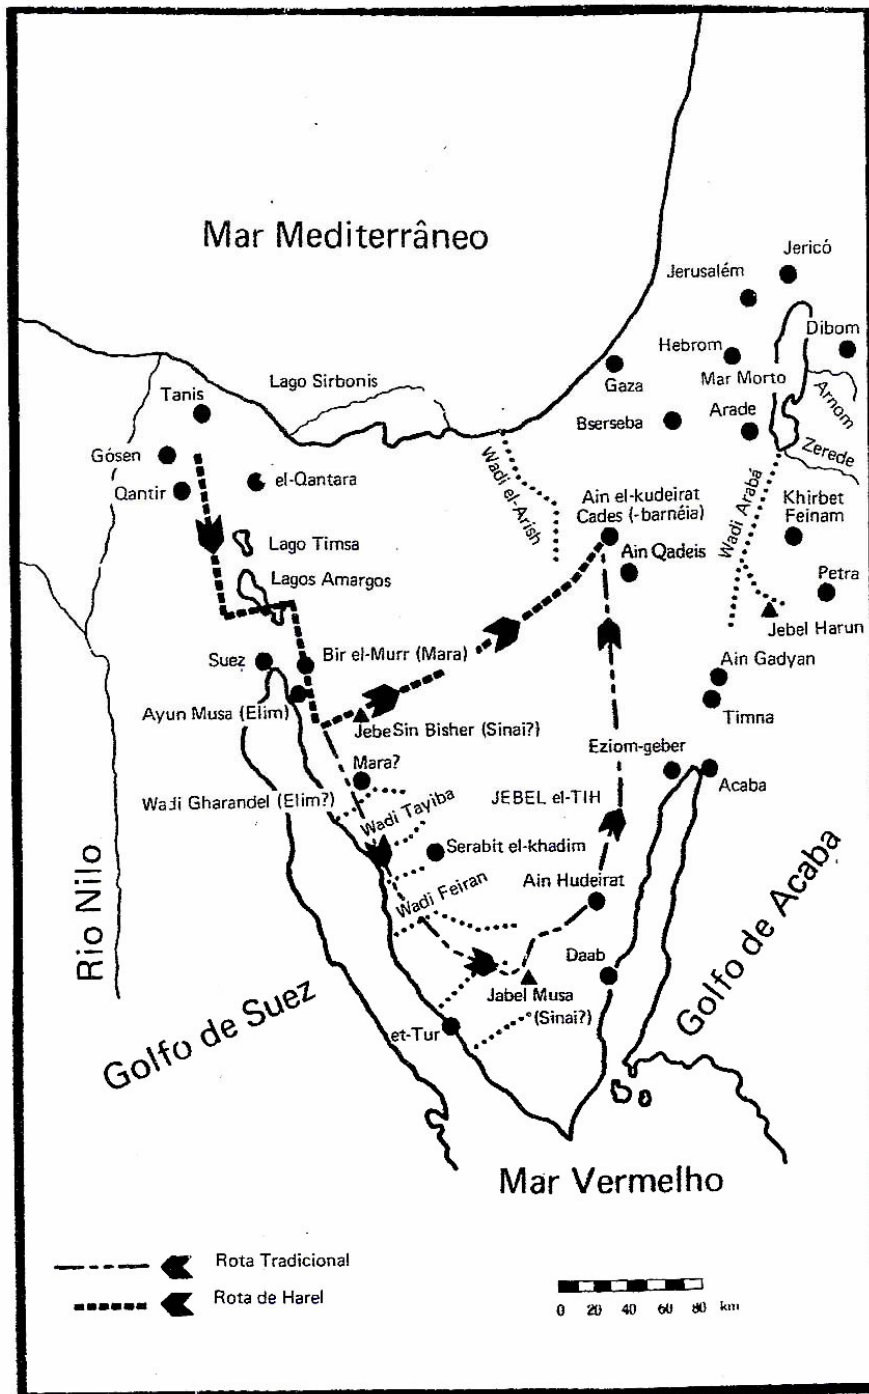 Mar Mediterrâneo
Jericó
Jerusalém
Dibom
Hebrom
Mar Morto
Gaza
Arnom
Lago Sirbonis
Tanis
Bserseba
Arade
Zerede
Gósen
Qantir
el-Qantara
Wadi el-Arish
Ain el-kudeirat
Cades (-barnéia)
Wadi Arabá
Khirbet
Feinam
Lago Timsa
Ain Qadeis
Lagos Amargos
Petra
Jebel Harun
Suez
Bir el-Murr (Mara)
Ain Gadyan
Ayun Musa (Elim)
JebeSin Bisher (Sinai?)
Timna
Mara?
Eziom-geber
Acaba
Wadi Gharandel (Elim?)
Wadi Tayiba
JEBEL el-TIH
Serabit el-khadim
Wadi Feiran
Ain Hudeirat
Rio Nilo
Golfo de Suez
Daab
Golfo de Acaba
Jabel Musa
(Sinai?)
et-Tur
Mar Vermelho
Rota Tradicional
Rota de Harel
0 20 40 60 80 km